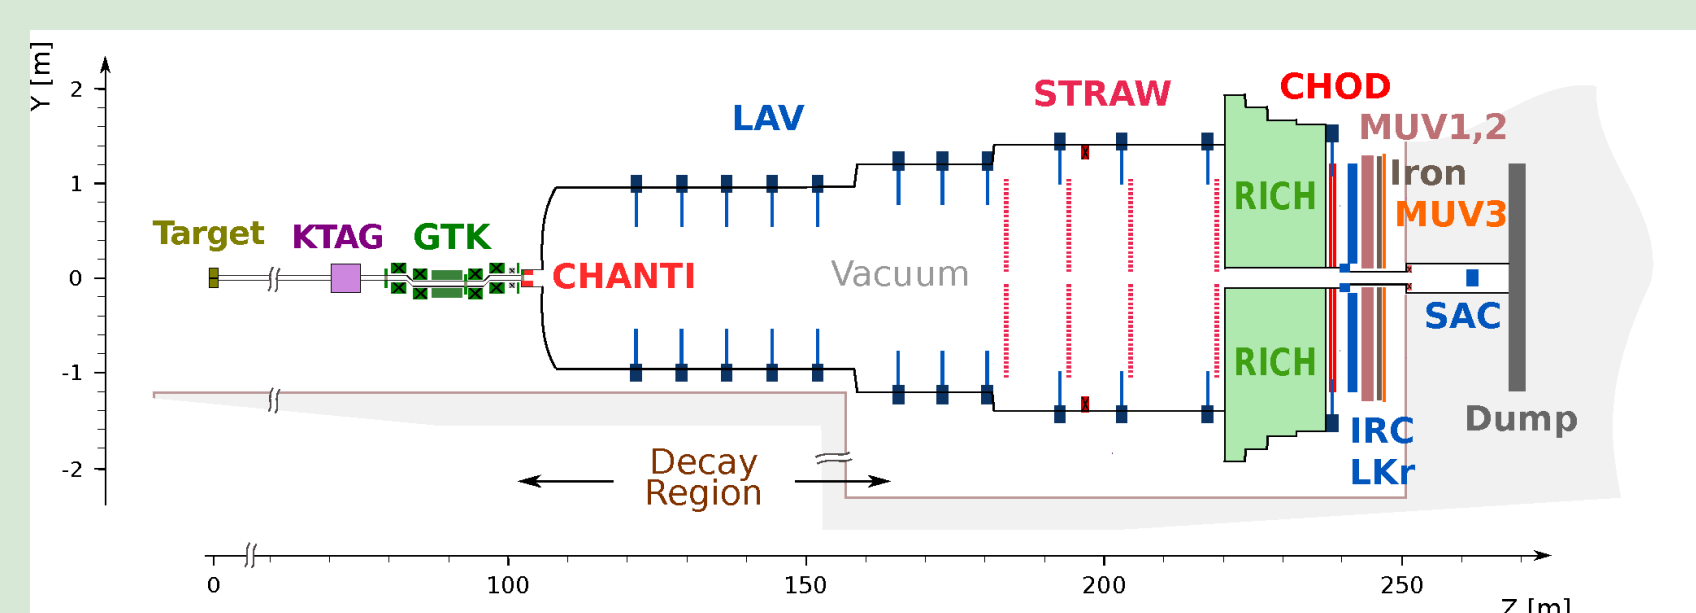 Y [m]
2
1
0
-1
-2
Target
KTAG
GTK
CHANTI
LAV
Vacuum
STRAW
RICH
RICH
CHOD
MUV1,2
Iron
MUV3
SAC
IRC
LKr
Dump
Decay
Region
0
100
150
200
250
Z [m]